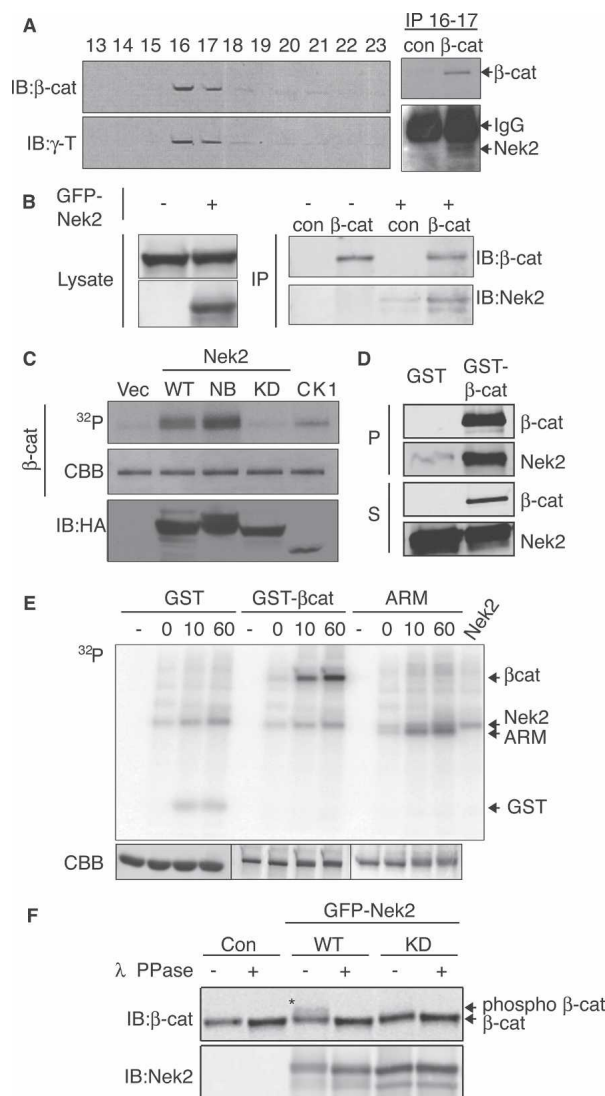 A
IP 16-17
13 14 15 16 17 18 19 20 21 22 23
con β-cat
IB:β-cat
β-cat
IB:γ-T
IgG
Nek2
B
GFP-
Nek2
- +
- - + +
con β-cat con β-cat
Lysate
IP
IB:β-cat
IB:Nek2
C
Nek2
Vec WT NB KD CK1
β-cat
32P
CBB
IB:HA
D
GST GST-
β-cat
P
β-cat
Nek2
S
β-cat
Nek2
E
GST GST-βcat ARM
- 0 10 60 - 0 10 60 - 0 10 60 Nek2
32P
βcat
Nek2
ARM
GST
CBB
F
GFP-Nek2
Con WT KD
λ PPase - + - + - +
*
IB:β-cat
phospho β-cat
β-cat
IB:Nek2